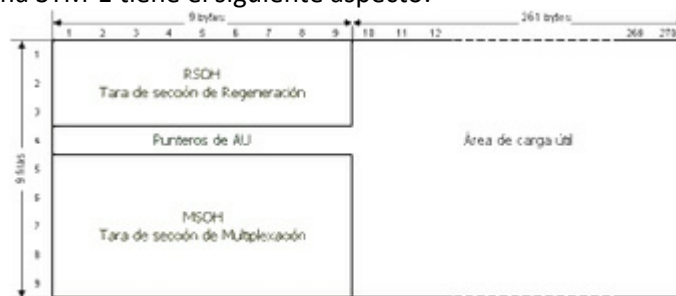 na STM-1 tiene el siguiente aspecto:
9 bytes 261 bytes
1 2 3 4 5 6 7 8 9 10 11 12 268 270
1
RSOH
2
Tara de sección de Regeneración
3
4 Punteros de AU Área de carga útil
9 filas
5
6
MSOH
7
Tara de sección de Multiplexación
8
9